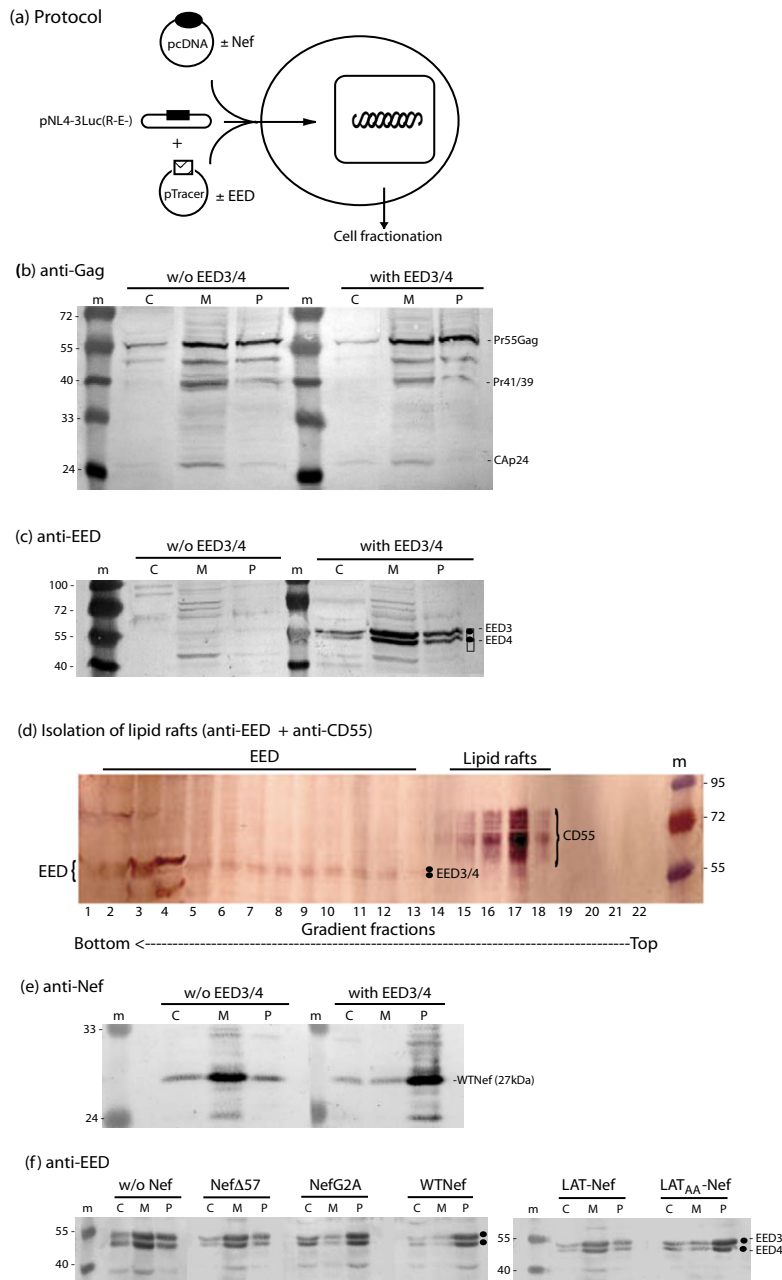 (a) Protocol
pcDNA ± Nef
pNL4-3Luc(R-E-)
+
pTracer ± EED
Cell fractionation
(b) anti-Gag
w/o EED3/4 with EED3/4
m C M P m C M P
72 -
55 - - Pr55Gag
40 - - Pr41/39
33 -
24 - - CAp24
(c) anti-EED
w/o EED3/4 with EED3/4
m C M P m C M P
100 -
72 -
55 - - EED3
- EED4
40 -
(d) Isolation of lipid rafts (anti-EED + anti-CD55)
EED Lipid rafts m
- 95
- 72
CD55
EED { EED3/4 - 55
1 2 3 4 5 6 7 8 9 10 11 12 13 14 15 16 17 18 19 20 21 22
Gradient fractions
Bottom <-----------------------------------------------------------------------Top
(e) anti-Nef
w/o EED3/4 with EED3/4
m C M P m C M P
33 -
-WTNef (27kDa)
24 -
(f) anti-EED
w/o Nef NefΔ57 NefG2A WTNef LAT-Nef LATAA-Nef
m C M P C M P C M P C M P m C M P C M P
55 - 55 - - EED3
- EED4
40 - 40 -